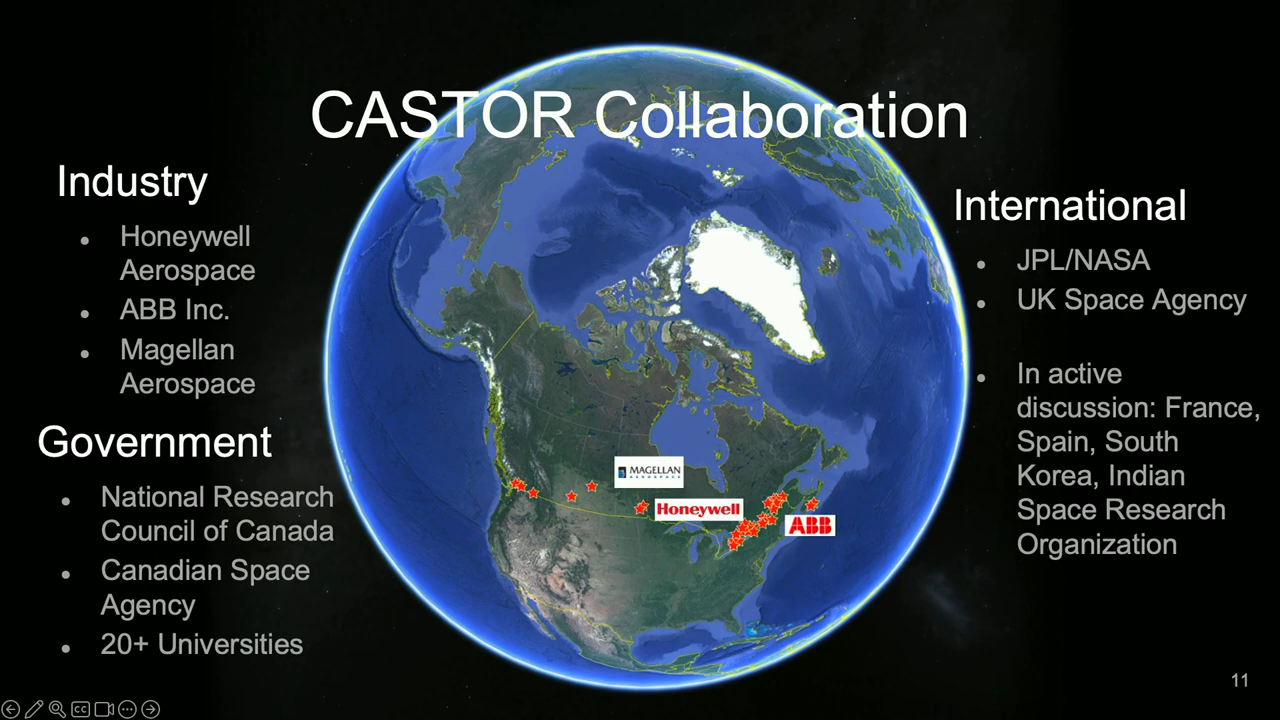 CASTOR Collaboration
Industry
Honeywell
Aerospace
ABB Inc.
Magellan
Aerospace
Government
National Research
Council of Canada
Canadian Space
Agency
20+ Universities
MAGELLAN
AEROSPACE
Honeywell
ABB
International
JPL/NASA
UK Space Agency
In active
discussion: France,
Spain, South
Korea, Indian
Space Research
Organization
11
CC